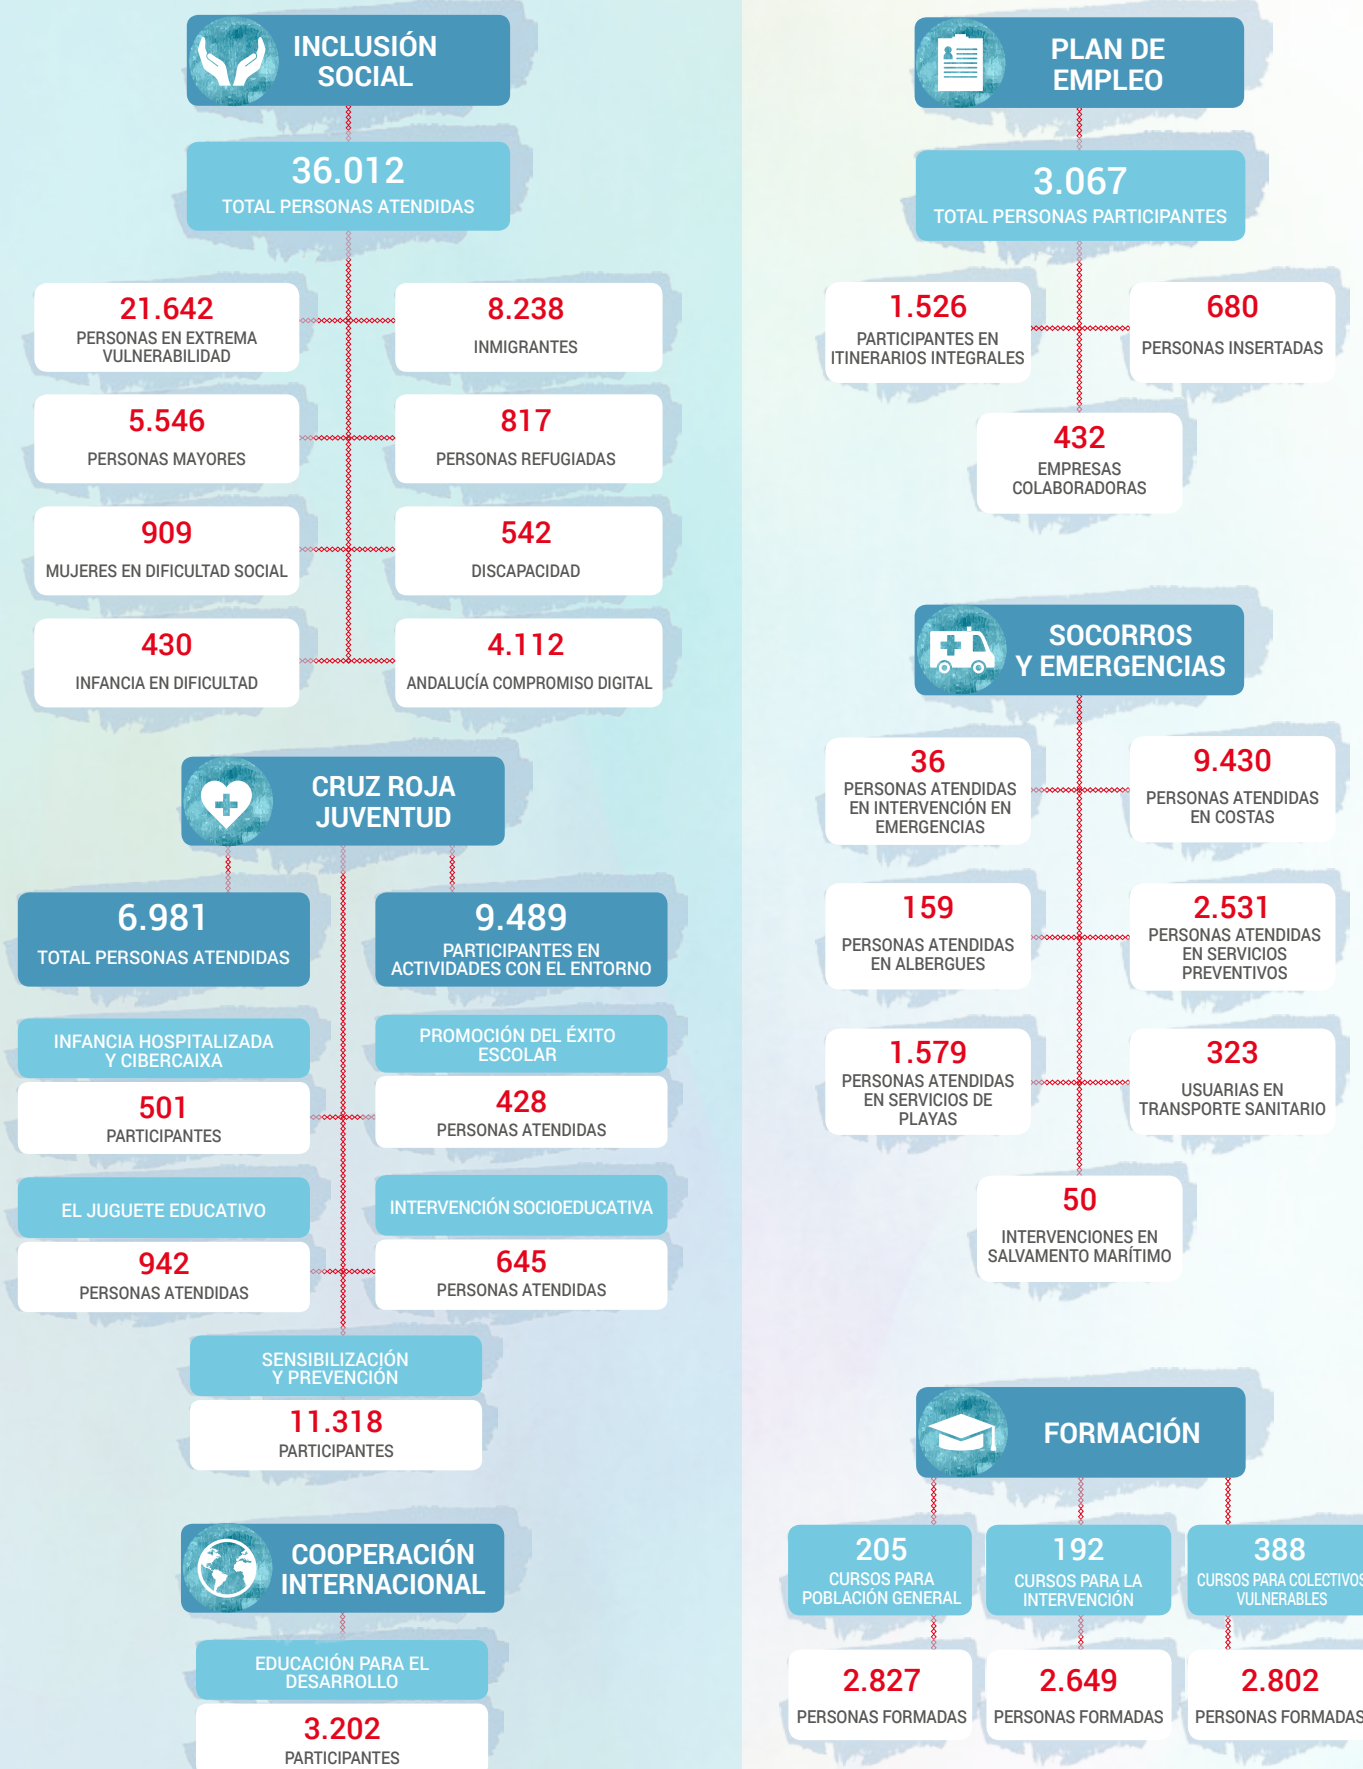 INCLUSIÓN
SOCIAL
36.012
TOTAL PERSONAS ATENDIDAS
21.642
PERSONAS EN EXTREMA
VULNERABILIDAD
8.238
INMIGRANTES
5.546
PERSONAS MAYORES
817
PERSONAS REFUGIADAS
909
MUJERES EN DIFICULTAD SOCIAL
542
DISCAPACIDAD
430
INFANCIA EN DIFICULTAD
4.112
ANDALUCÍA COMPROMISO DIGITAL
CRUZ ROJA
JUVENTUD
6.981
TOTAL PERSONAS ATENDIDAS
9.489
PARTICIPANTES EN
ACTIVIDADES CON EL ENTORNO
INFANCIA HOSPITALIZADA
Y CIBERCAIXA
501
PARTICIPANTES
PROMOCIÓN DEL ÉXITO
ESCOLAR
428
PERSONAS ATENDIDAS
EL JUGUETE EDUCATIVO
942
PERSONAS ATENDIDAS
INTERVENCIÓN SOCIOEDUCATIVA
645
PERSONAS ATENDIDAS
SENSIBILIZACIÓN
Y PREVENCIÓN
11.318
PARTICIPANTES
COOPERACIÓN
INTERNACIONAL
EDUCACIÓN PARA EL
DESARROLLO
3.202
PARTICIPANTES
PLAN DE
EMPLEO
3.067
TOTAL PERSONAS PARTICIPANTES
1.526
PARTICIPANTES EN
ITINERARIOS INTEGRALES
680
PERSONAS INSERTADAS
432
EMPRESAS
COLABORADORAS
SOCORROS
Y EMERGENCIAS
36
PERSONAS ATENDIDAS
EN INTERVENCIÓN EN
EMERGENCIAS
9.430
PERSONAS ATENDIDAS
EN COSTAS
159
PERSONAS ATENDIDAS
EN ALBERGUES
2.531
PERSONAS ATENDIDAS
EN SERVICIOS
PREVENTIVOS
1.579
PERSONAS ATENDIDAS
EN SERVICIOS DE
PLAYAS
323
USUARIAS EN
TRANSPORTE SANITARIO
50
INTERVENCIONES EN
SALVAMENTO MARÍTIMO
FORMACIÓN
205
CURSOS PARA
POBLACIÓN GENERAL
192
CURSOS PARA LA
INTERVENCIÓN
388
CURSOS PARA COLECTIVOS
VULNERABLES
2.827
PERSONAS FORMADAS
2.649
PERSONAS FORMADAS
2.802
PERSONAS FORMADAS